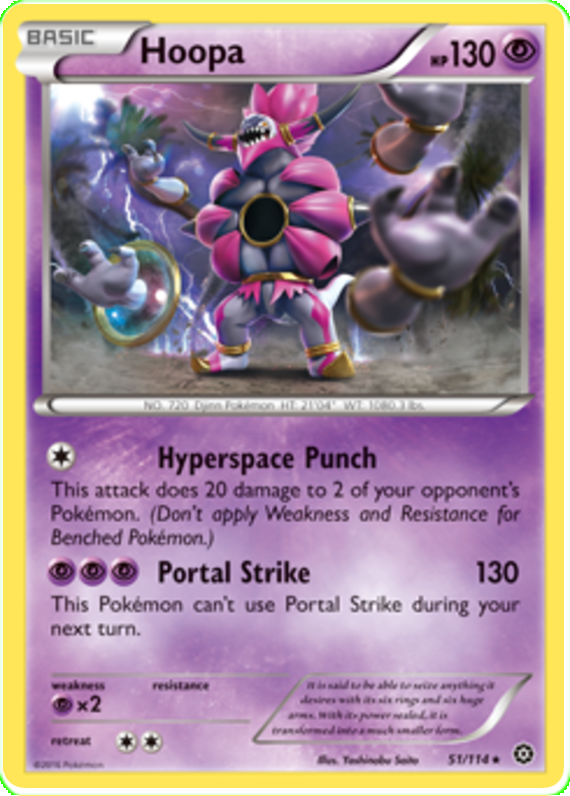 BASIC
Hoopa
HP130
NO. 720 Djinn Pokémon HT: 21'04" WT: 1080.3 lbs.
Hyperspace Punch
This attack does 20 damage to 2 of your opponent's
Pokémon. (Don't apply Weakness and Resistance for
Benched Pokémon.)
Portal Strike 130
This Pokémon can't use Portal Strike during your
next turn.
weakness resistance
×2
It is said to be able to seize anything it
desires with its six rings and six huge
arms. With its power sealed, it is
transformed into a much smaller form.
retreat
©2016 Pokémon
Illus. Yoshinobu Saito
51/114 ★